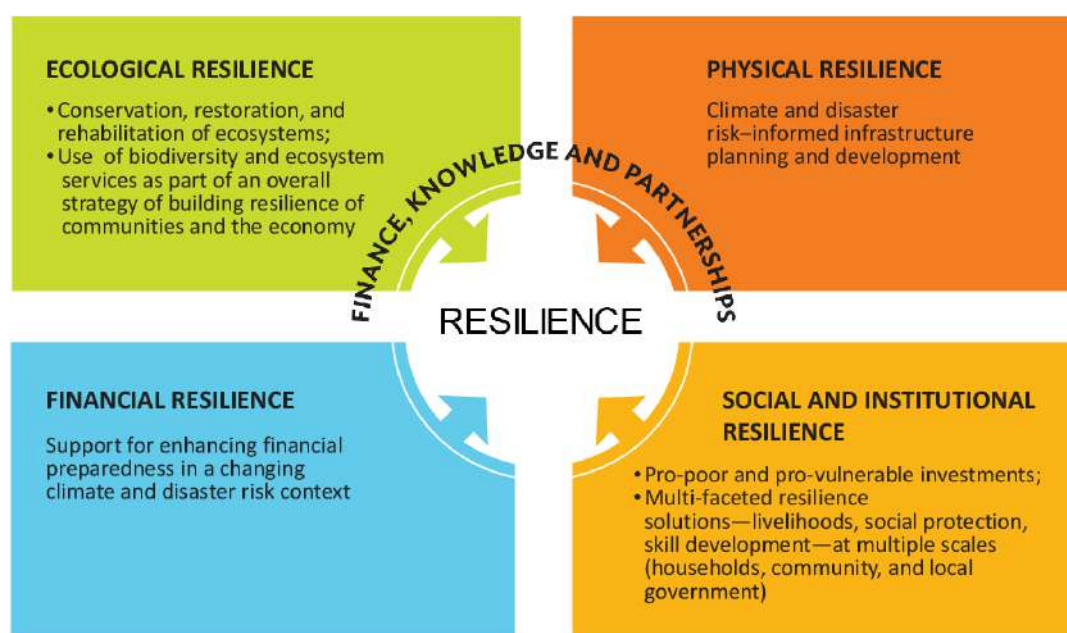 ECOLOGICAL RESILIENCE
• Conservation, restoration, and
rehabilitation of ecosystems;
• Use of biodiversity and ecosystem
services as part of an overall
strategy of building resilience of
communities and the economy
PHYSICAL RESILIENCE
Climate and disaster
risk–informed infrastructure
planning and development
FINANCE, KNOWLEDGE AND PARTNERSHIPS
RESILIENCE
FINANCIAL RESILIENCE
Support for enhancing financial
preparedness in a changing
climate and disaster risk context
SOCIAL AND INSTITUTIONAL
RESILIENCE
• Pro-poor and pro-vulnerable investments;
• Multi-faceted resilience
solutions—livelihoods, social protection,
skill development—at multiple scales
(households, community, and local
government)